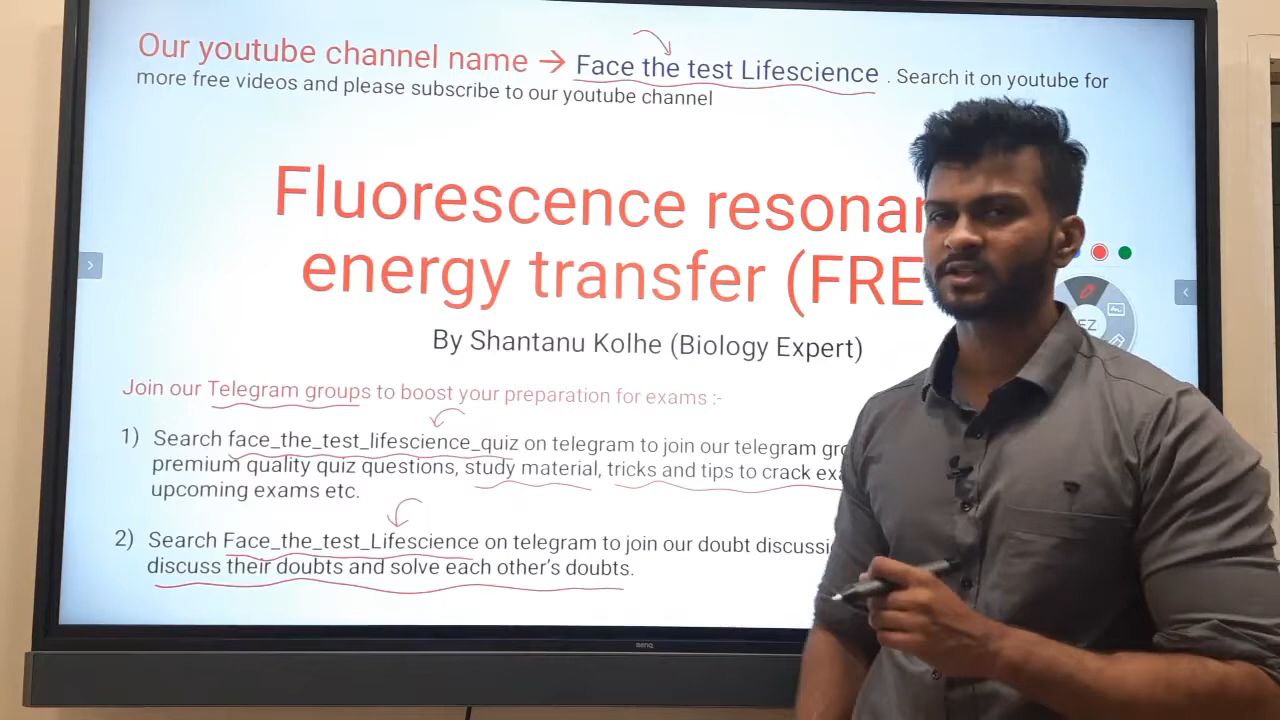 Our youtube channel name → Face the test Lifescience . Search it on youtube for
more free videos and please subscribe to our youtube channel
Fluorescence resonan
energy transfer (FRE
By Shantanu Kolhe (Biology Expert)
Join our Telegram groups to boost your preparation for exams :-
1) Search face_the_test_lifescience_quiz on telegram to join our telegram gro
premium quality quiz questions, study material, tricks and tips to crack exa
upcoming exams etc.
2) Search Face_the_test_Lifescience on telegram to join our doubt discussi
discuss their doubts and solve each other's doubts.
EZ
BenQ